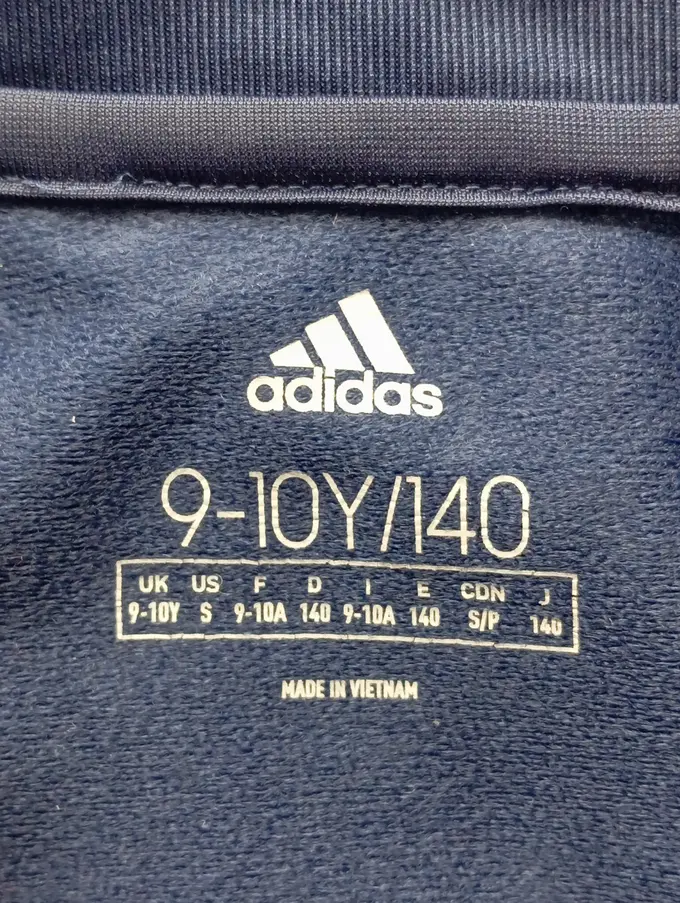 adidas
9-10Y/140
UK US F D I E CDN J
9-10Y S 9-10A 140 9-10A 140 S/P 140
MADE IN VIETNAM